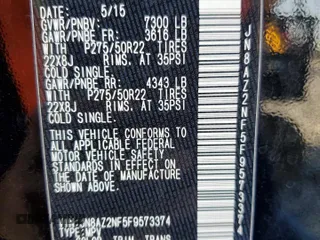 DATE: 5/15
GVWR/PNBV: 7300 LB
GAWR/PNBE FR: 3616 LB
WITH P275/50R22 TIRES
22X8J RIMS, AT 35PSI
COLD SINGLE.
GAWR/PNBE RR: 4343 LB
WITH P275/50R22 TIRES
22X8J RIMS, AT 35PSI
COLD SINGLE.
THIS VEHICLE CONFORMS TO
ALL APPLICABLE FEDERAL
MOTOR VEHICLE SAFETY
STANDARDS IN EFFECT ON
THE DATE OF MANUFACTURE
SHOWN ABOVE.
JN8AZ2NF5F9573374
TYPE: MPV
COLOR TRIM TRANS
JN8AZ2NF5F9573374